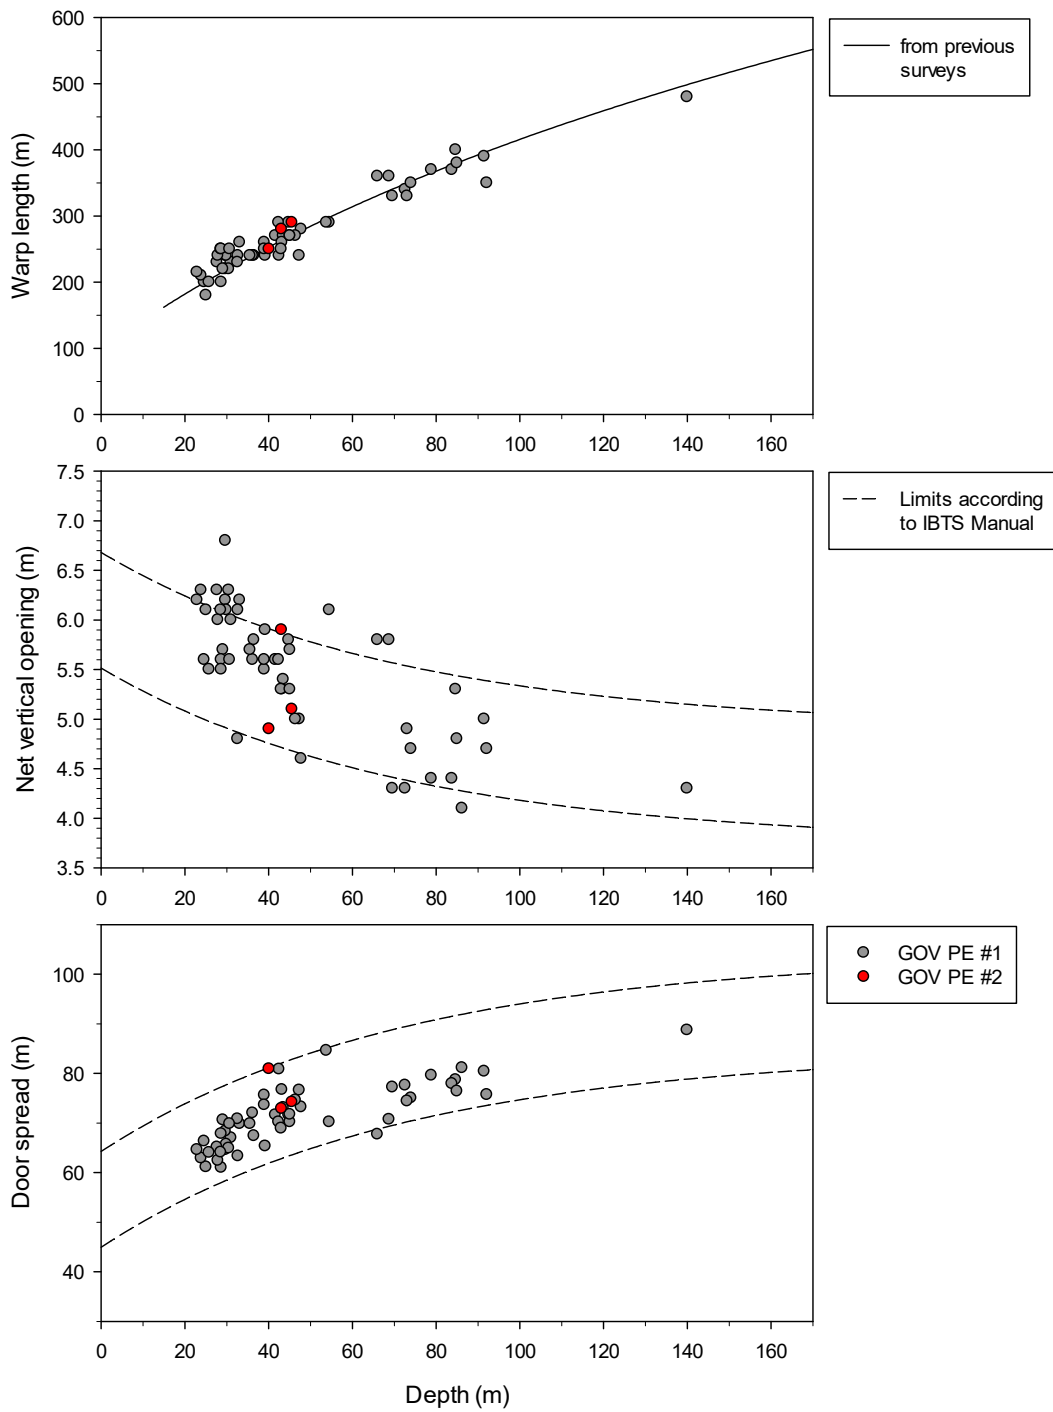 600
500
400
300
200
100
0
Warp length (m)
0 20 40 60 80 100 120 140 160
from previous
surveys
7.5
7.0
6.5
6.0
5.5
5.0
4.5
4.0
3.5
Net vertical opening (m)
0 20 40 60 80 100 120 140 160
Limits according
to IBTS Manual
100
80
60
40
Door spread (m)
0 20 40 60 80 100 120 140 160
Depth (m)
GOV PE #1
GOV PE #2